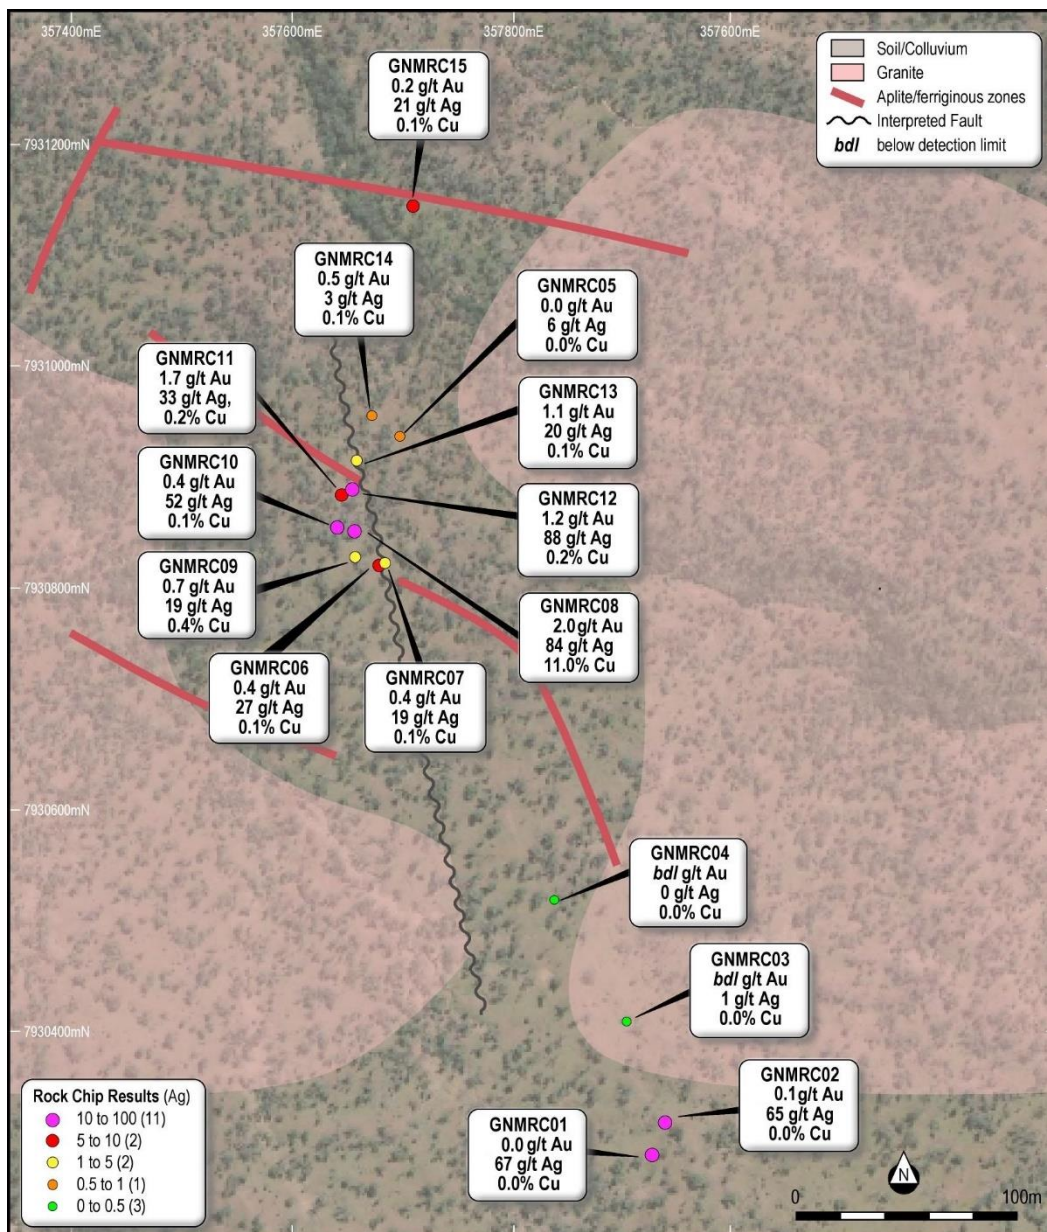 357400mE
357600mE
357800mE
357600mE
Soil/Colluvium
Granite
Aplite/ferriginous zones
Interpreted Fault
bdl below detection limit
GNMRC15
0.2 g/t Au
21 g/t Ag
0.1% Cu
7931200mN
GNMRC14
0.5 g/t Au
3 g/t Ag
0.1% Cu
GNMRC05
0.0 g/t Au
6 g/t Ag
0.0% Cu
7931000mN
GNMRC11
1.7 g/t Au
33 g/t Ag,
0.2% Cu
GNMRC13
1.1 g/t Au
20 g/t Ag
0.1% Cu
GNMRC10
0.4 g/t Au
52 g/t Ag
0.1% Cu
GNMRC12
1.2 g/t Au
88 g/t Ag
0.2% Cu
GNMRC09
0.7 g/t Au
19 g/t Ag
0.4% Cu
7930800mN
GNMRC08
2.0 g/t Au
84 g/t Ag
11.0% Cu
GNMRC06
0.4 g/t Au
27 g/t Ag
0.1% Cu
GNMRC07
0.4 g/t Au
19 g/t Ag
0.1% Cu
7930600mN
GNMRC04
bdl g/t Au
0 g/t Ag
0.0% Cu
GNMRC03
bdl g/t Au
1 g/t Ag
0.0% Cu
7930400mN
GNMRC02
0.1 g/t Au
65 g/t Ag
0.0% Cu
GNMRC01
0.0 g/t Au
67 g/t Ag
0.0% Cu
Rock Chip Results (Ag)
10 to 100 (11)
5 to 10 (2)
1 to 5 (2)
0.5 to 1 (1)
0 to 0.5 (3)
N
0 100m